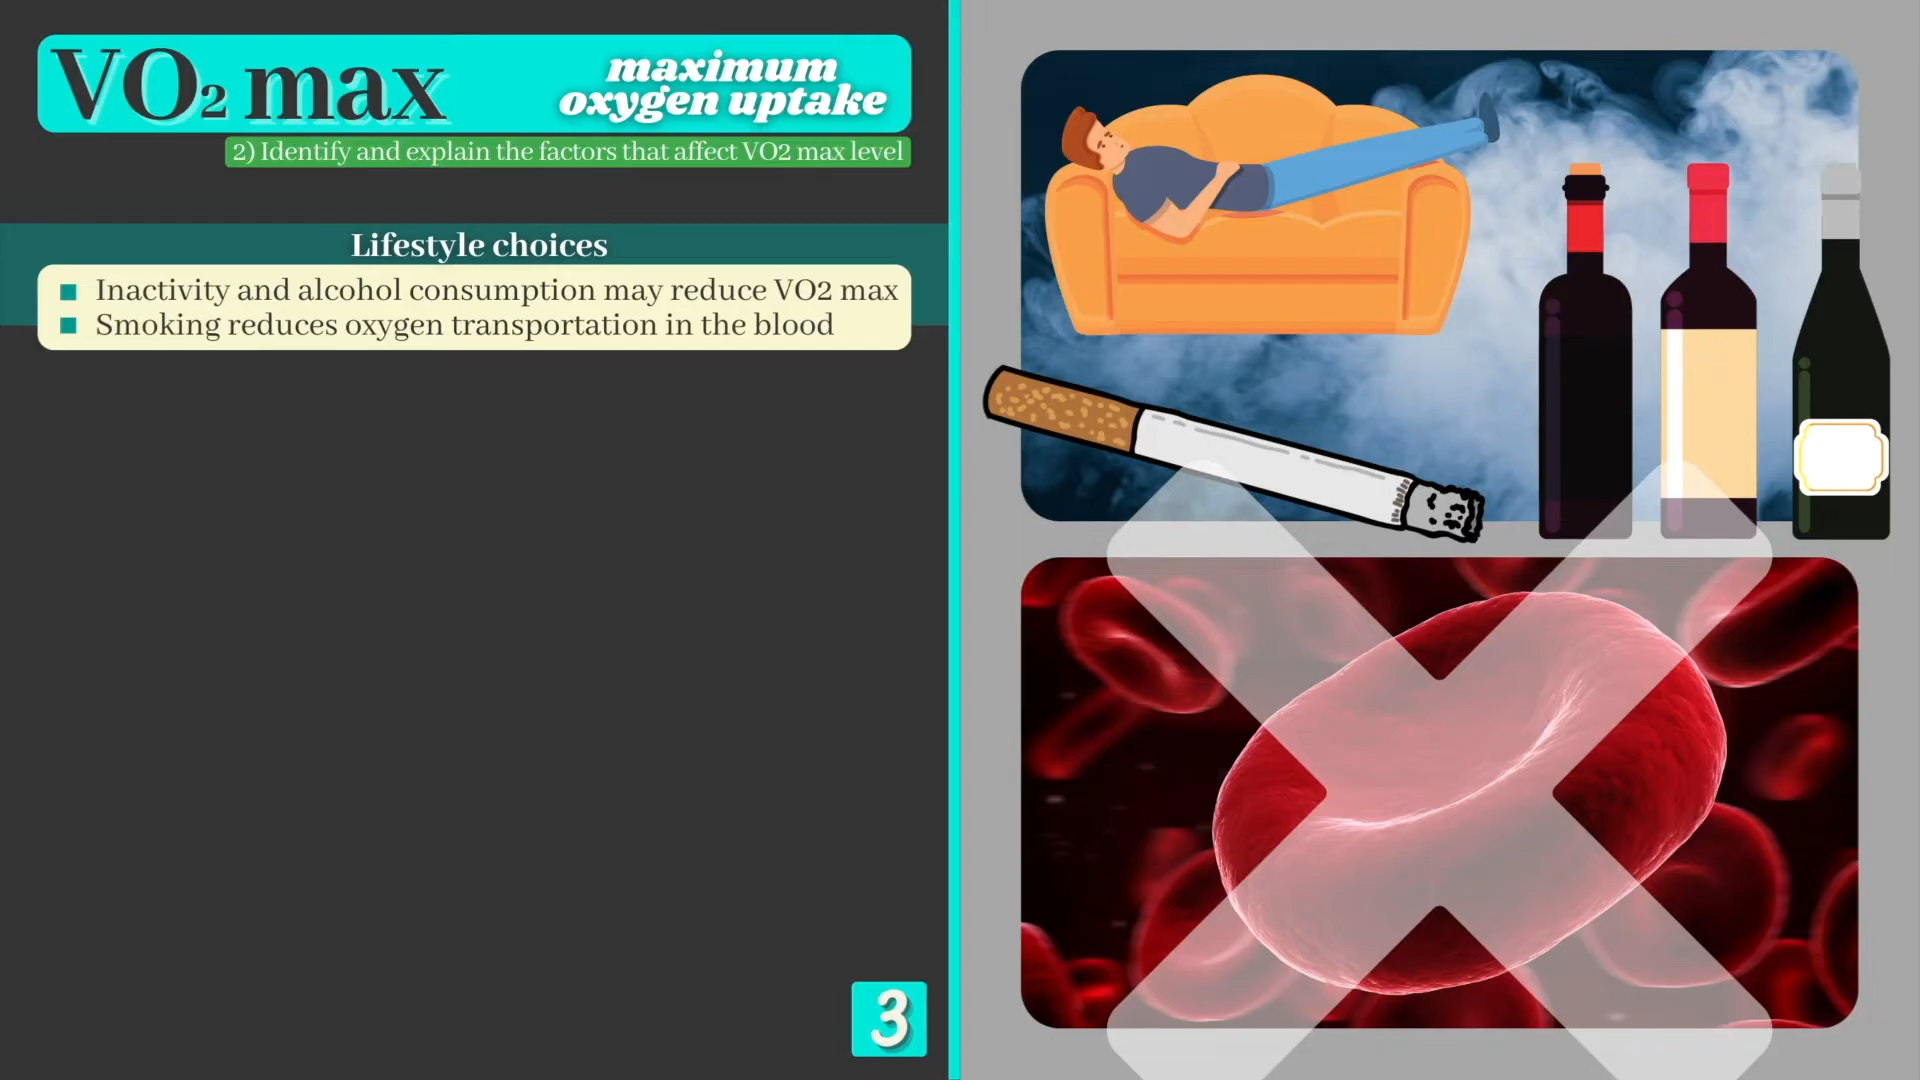 VO₂ max
maximum
oxygen uptake
2) Identify and explain the factors that affect VO2 max level
Lifestyle choices
Inactivity and alcohol consumption may reduce VO2 max
Smoking reduces oxygen transportation in the blood
3